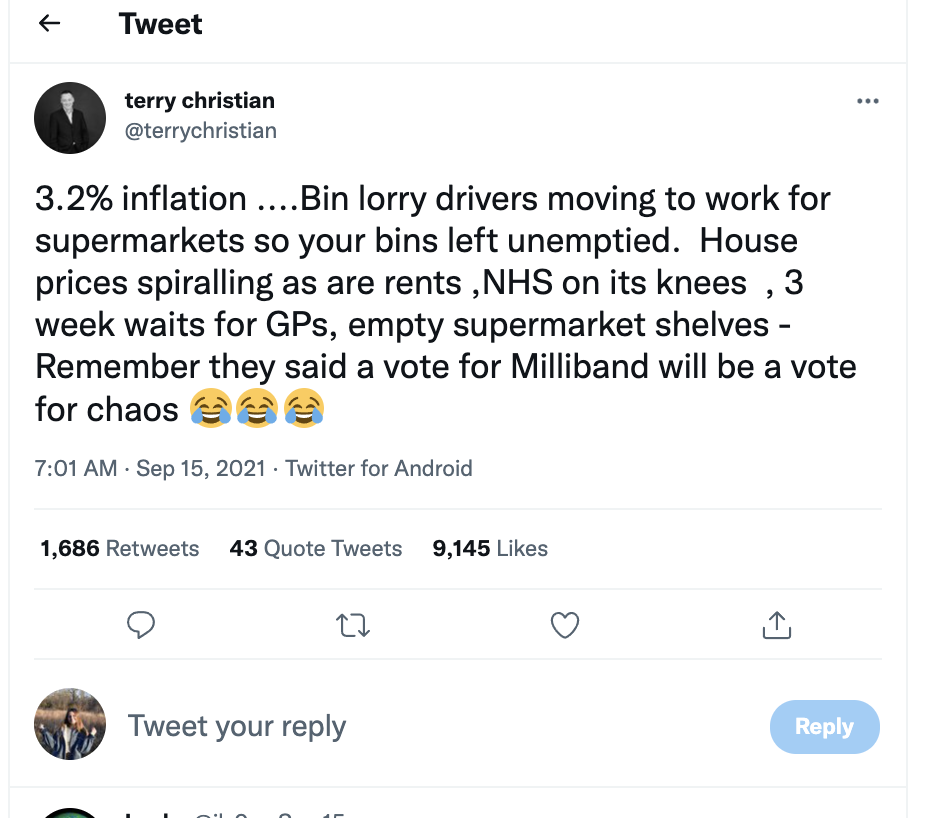 Tweet
terry christian
@terrychristian
3.2% inflation ....Bin lorry drivers moving to work for
supermarkets so your bins left unemptied.  House
prices spiralling as are rents ,NHS on its knees  , 3
week waits for GPs, empty supermarket shelves -
Remember they said a vote for Milliband will be a vote
for chaos 😂😂😂
7:01 AM · Sep 15, 2021 · Twitter for Android
1,686 Retweets 43 Quote Tweets 9,145 Likes
Tweet your reply
Reply